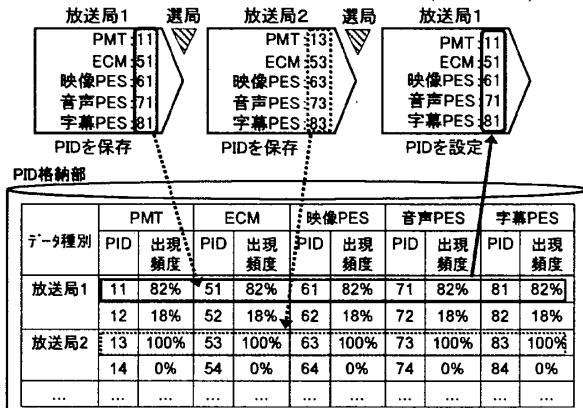 放送局1 選局 放送局2 選局 放送局1
PMT:11 PMT:13 PMT:11
ECM:51 ECM:53 ECM:51
映像PES:61 映像PES:63 映像PES:61
音声PES:71 音声PES:73 音声PES:71
字幕PES:81 字幕PES:83 字幕PES:81
PIDを保存 PIDを保存 PIDを設定
PID格納部
データ種別 PMT ECM 映像PES 音声PES 字幕PES
PID 出現頻度 PID 出現頻度 PID 出現頻度 PID 出現頻度 PID 出現頻度
放送局1 11 82% 51 82% 61 82% 71 82% 81 82%
12 18% 52 18% 62 18% 72 18% 82 18%
放送局2 13 100% 53 100% 63 100% 73 100% 83 100%
14 0% 54 0% 64 0% 74 0% 84 0%
... ... ... ... ... ... ... ... ... ... ...